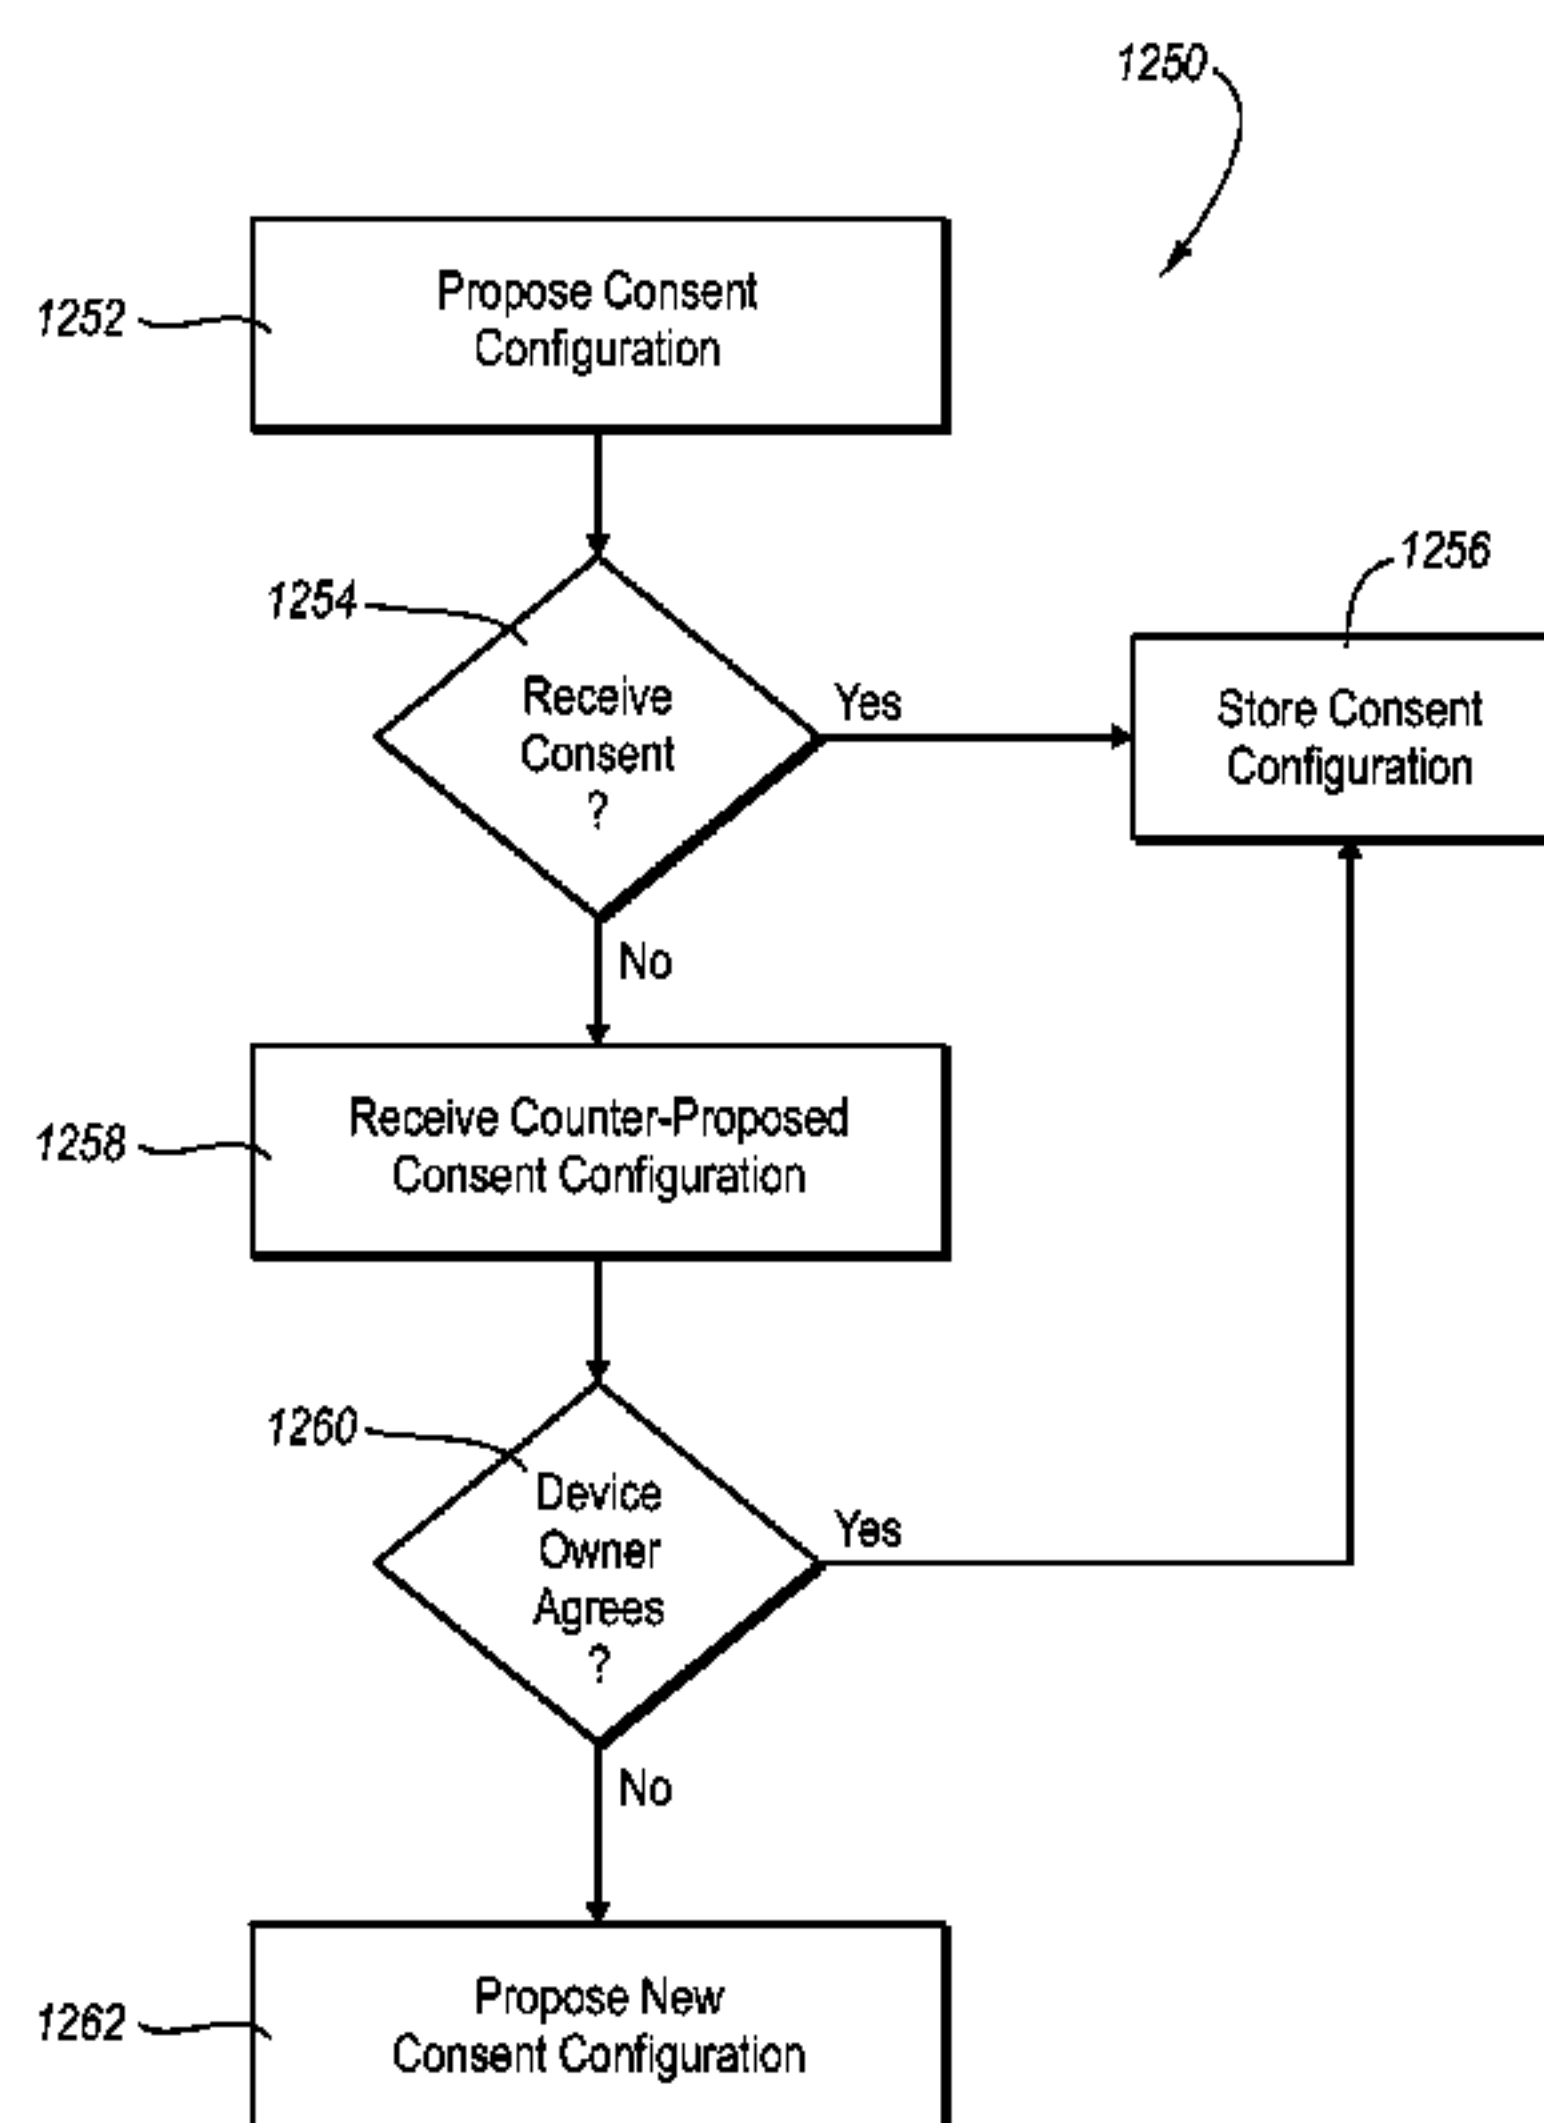 1250
Propose Consent
Configuration
1252
1254
Receive
Consent
?
Yes
1256
Store Consent
Configuration
No
Receive Counter-Proposed
Consent Configuration
1258
1260
Device
Owner
Agrees
?
Yes
No
Propose New
Consent Configuration
1262